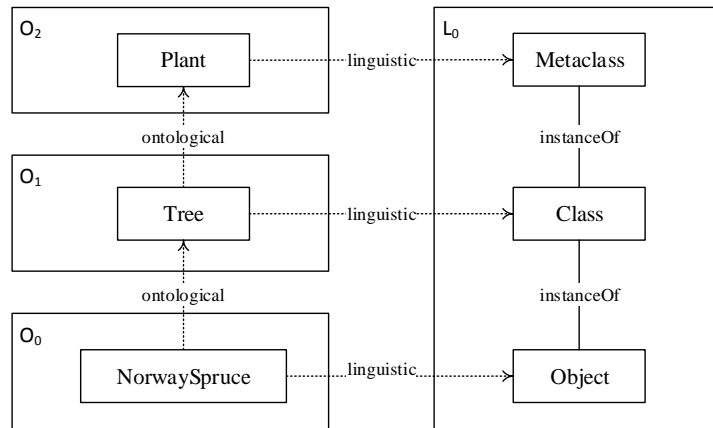 O₂
L₀
Plant
linguistic
Metaclass
ontological
instanceOf
O₁
Tree
linguistic
Class
ontological
instanceOf
O₀
NorwaySpruce
linguistic
Object